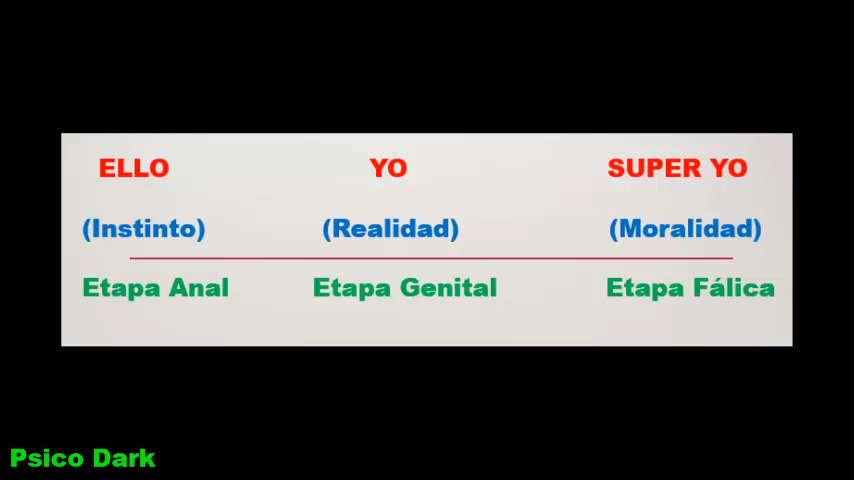 ELLO YO SUPER YO
(Instinto) (Realidad) (Moralidad)
Etapa Anal Etapa Genital Etapa Fálica
Psico Dark